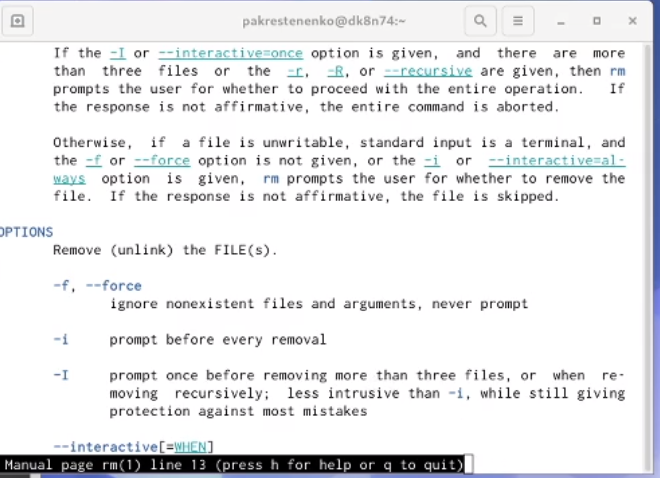 pakrestenenko@dk8n74:~
If the -I or --interactive=once option is given, and there are more
than three files or the -r, -R, or --recursive are given, then rm
prompts the user for whether to proceed with the entire operation. If
the response is not affirmative, the entire command is aborted.
Otherwise, if a file is unwritable, standard input is a terminal, and
the -f or --force option is not given, or the -i or --interactive=al-
ways option is given, rm prompts the user for whether to remove the
file. If the response is not affirmative, the file is skipped.
OPTIONS
Remove (unlink) the FILE(s).
-f, --force
ignore nonexistent files and arguments, never prompt
-i prompt before every removal
-I prompt once before removing more than three files, or when re-
moving recursively; less intrusive than -i, while still giving
protection against most mistakes
--interactive[=WHEN]
Manual page rm(1) line 13 (press h for help or q to quit)